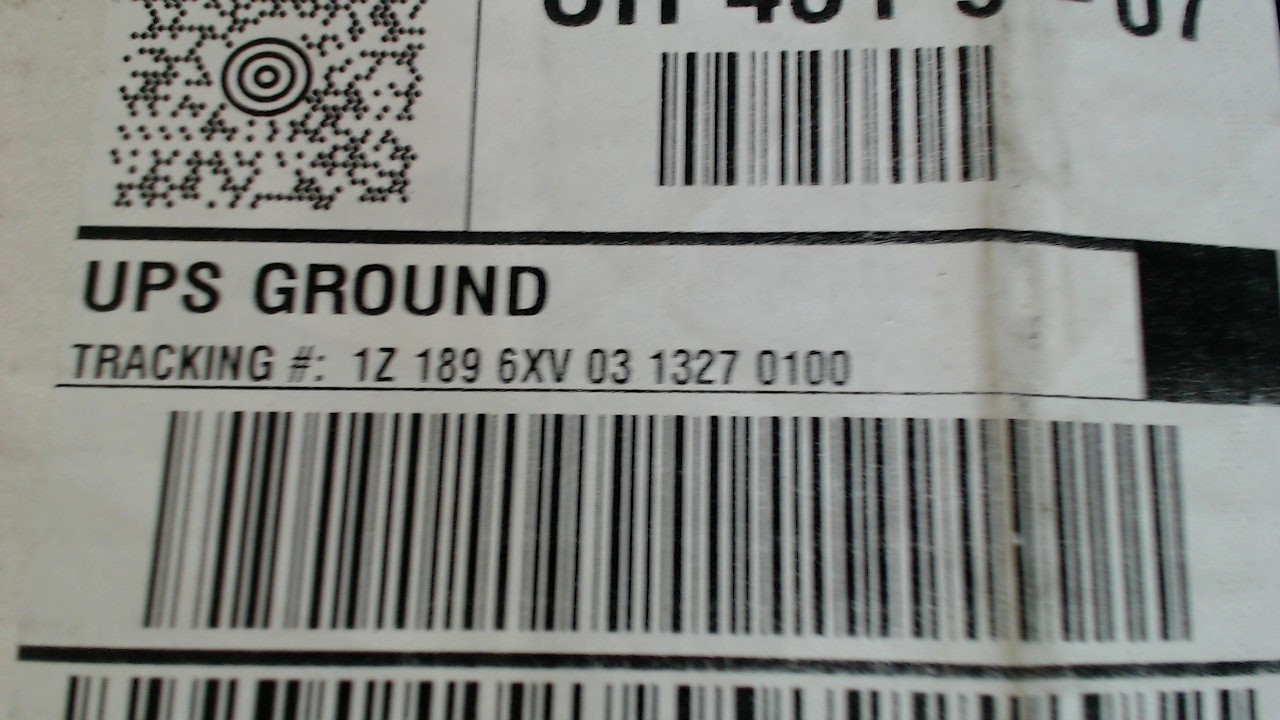 UPS GROUND
TRACKING #: 1Z 189 6XV 03 1327 0100